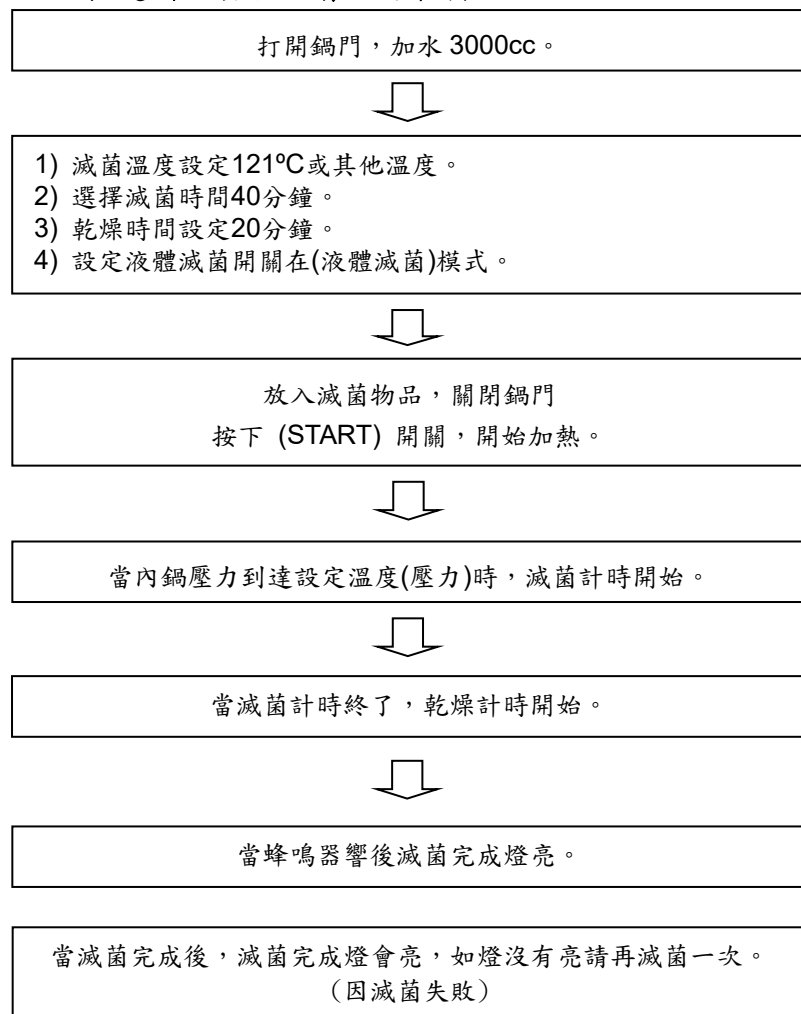 打開鍋門，加水 3000cc。
1) 滅菌溫度設定121ºC或其他溫度。
2) 選擇滅菌時間40分鐘。
3) 乾燥時間設定20分鐘。
4) 設定液體滅菌開關在(液體滅菌)模式。
放入滅菌物品，關閉鍋門
按下 (START) 開關，開始加熱。
當內鍋壓力到達設定溫度(壓力)時，滅菌計時開始。
當滅菌計時終了，乾燥計時開始。
當蜂鳴器響後滅菌完成燈亮。
當滅菌完成後，滅菌完成燈會亮，如燈沒有亮請再滅菌一次。
（因滅菌失敗）